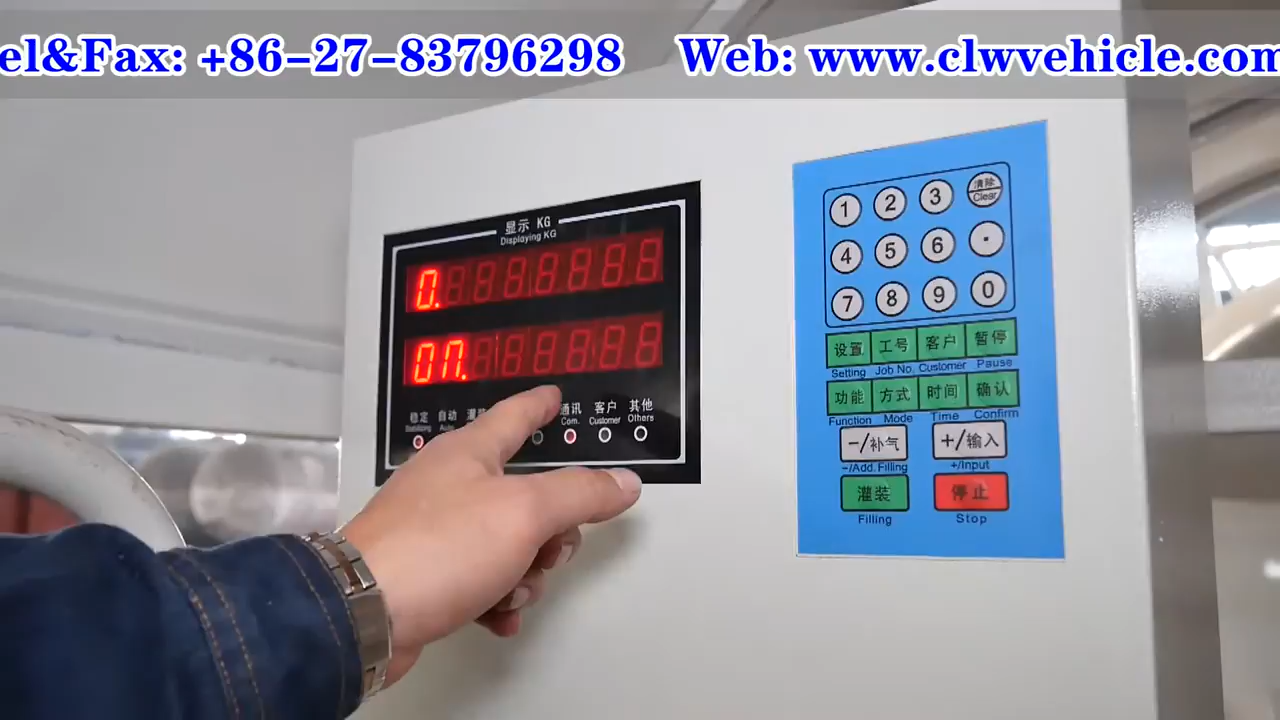 el&Fax: +86-27-83796298 Web: www.clwvehicle.com
显示 KG
Displaying KG
0.
on.
稳定 自动 通讯 客户 其他
Com. Customer Others
1 2 3 清除 Clear
4 5 6 .
7 8 9 0
设置 工号 客户 暂停
Setting Job No. Customer Pause
功能 方式 时间 确认
Function Mode Time Confirm
-/补气 +/输入
-/Add.Filling +/Input
灌装 停止
Filling Stop